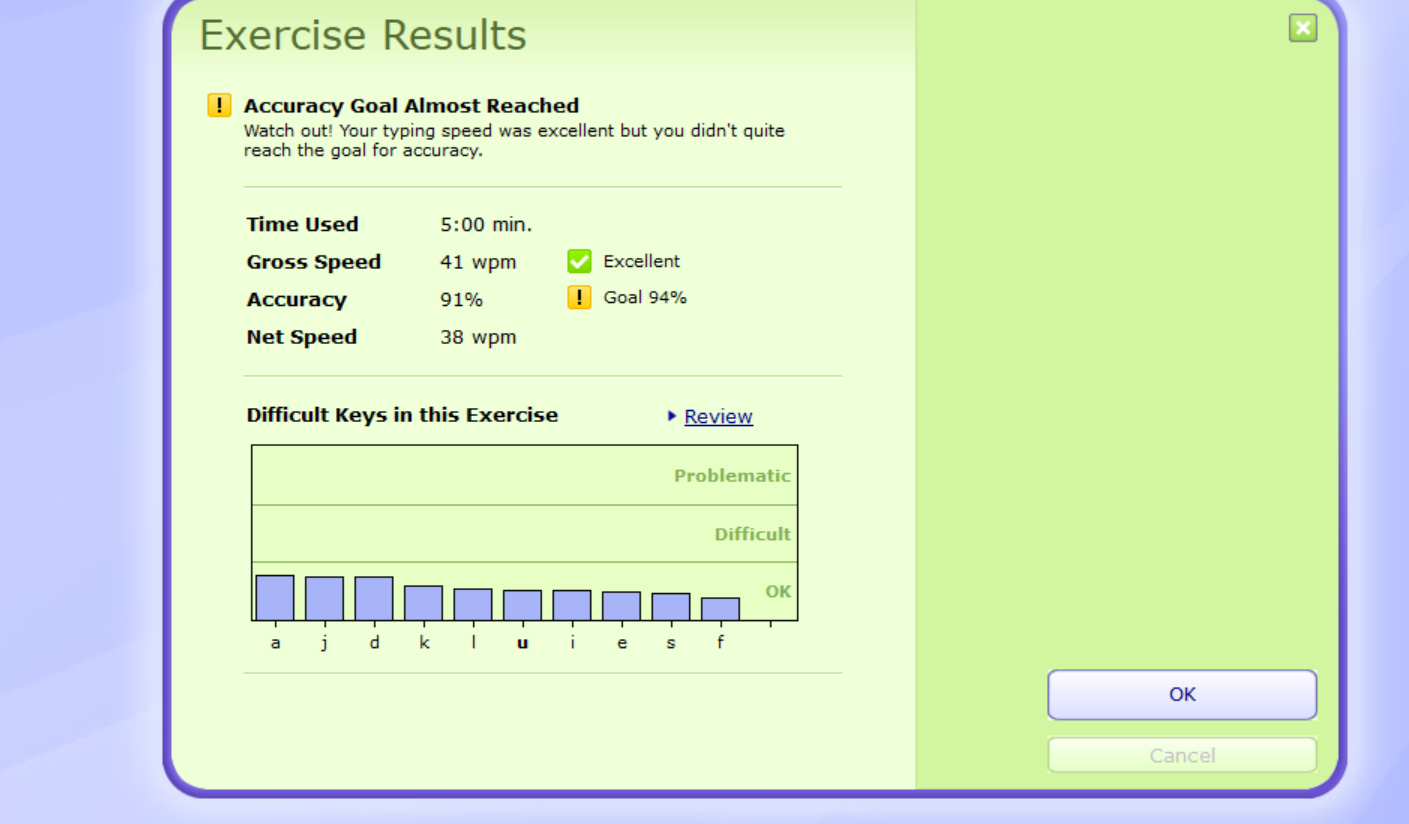 Exercise Results
Accuracy Goal Almost Reached
Watch out! Your typing speed was excellent but you didn't quite
reach the goal for accuracy.
Time Used 5:00 min.
Gross Speed 41 wpm Excellent
Accuracy 91% Goal 94%
Net Speed 38 wpm
Difficult Keys in this Exercise Review
Problematic
Difficult
OK
a j d k l u i e s f
OK
Cancel